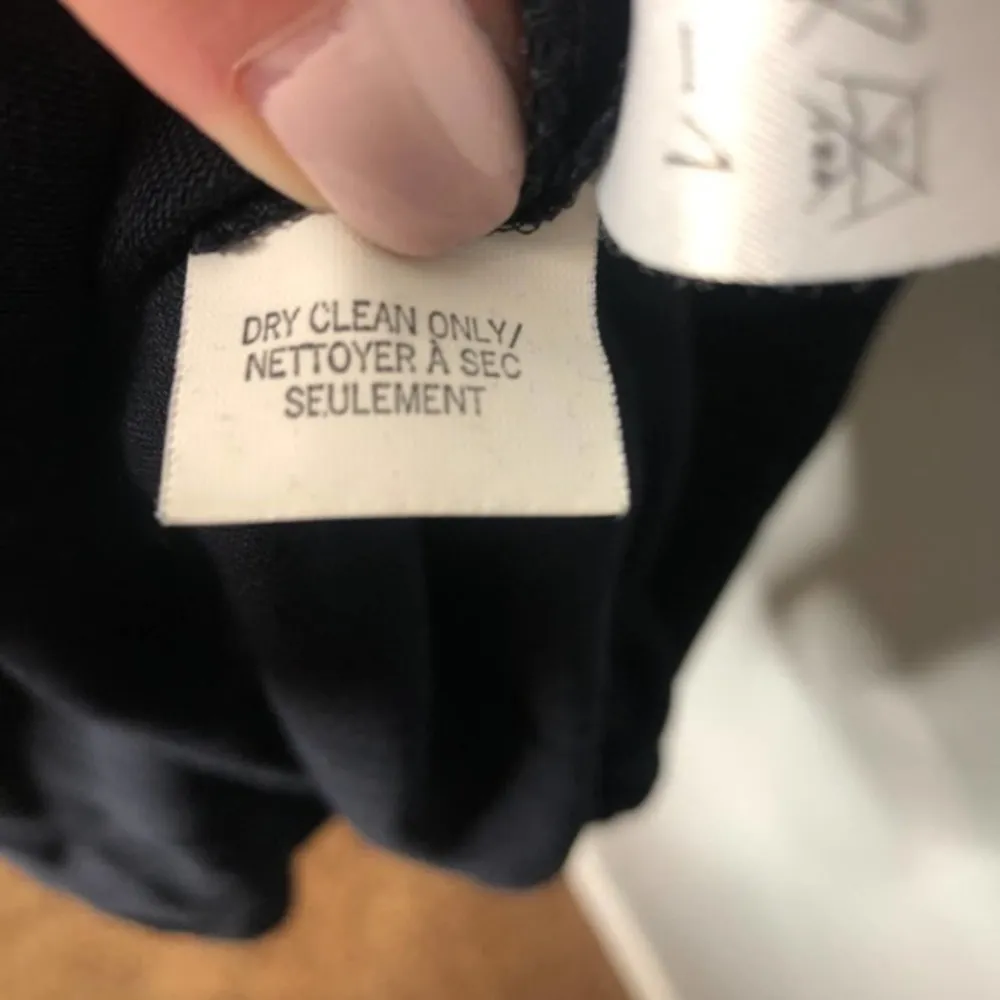 DRY CLEAN ONLY/
NETTOYER À SEC
SEULEMENT